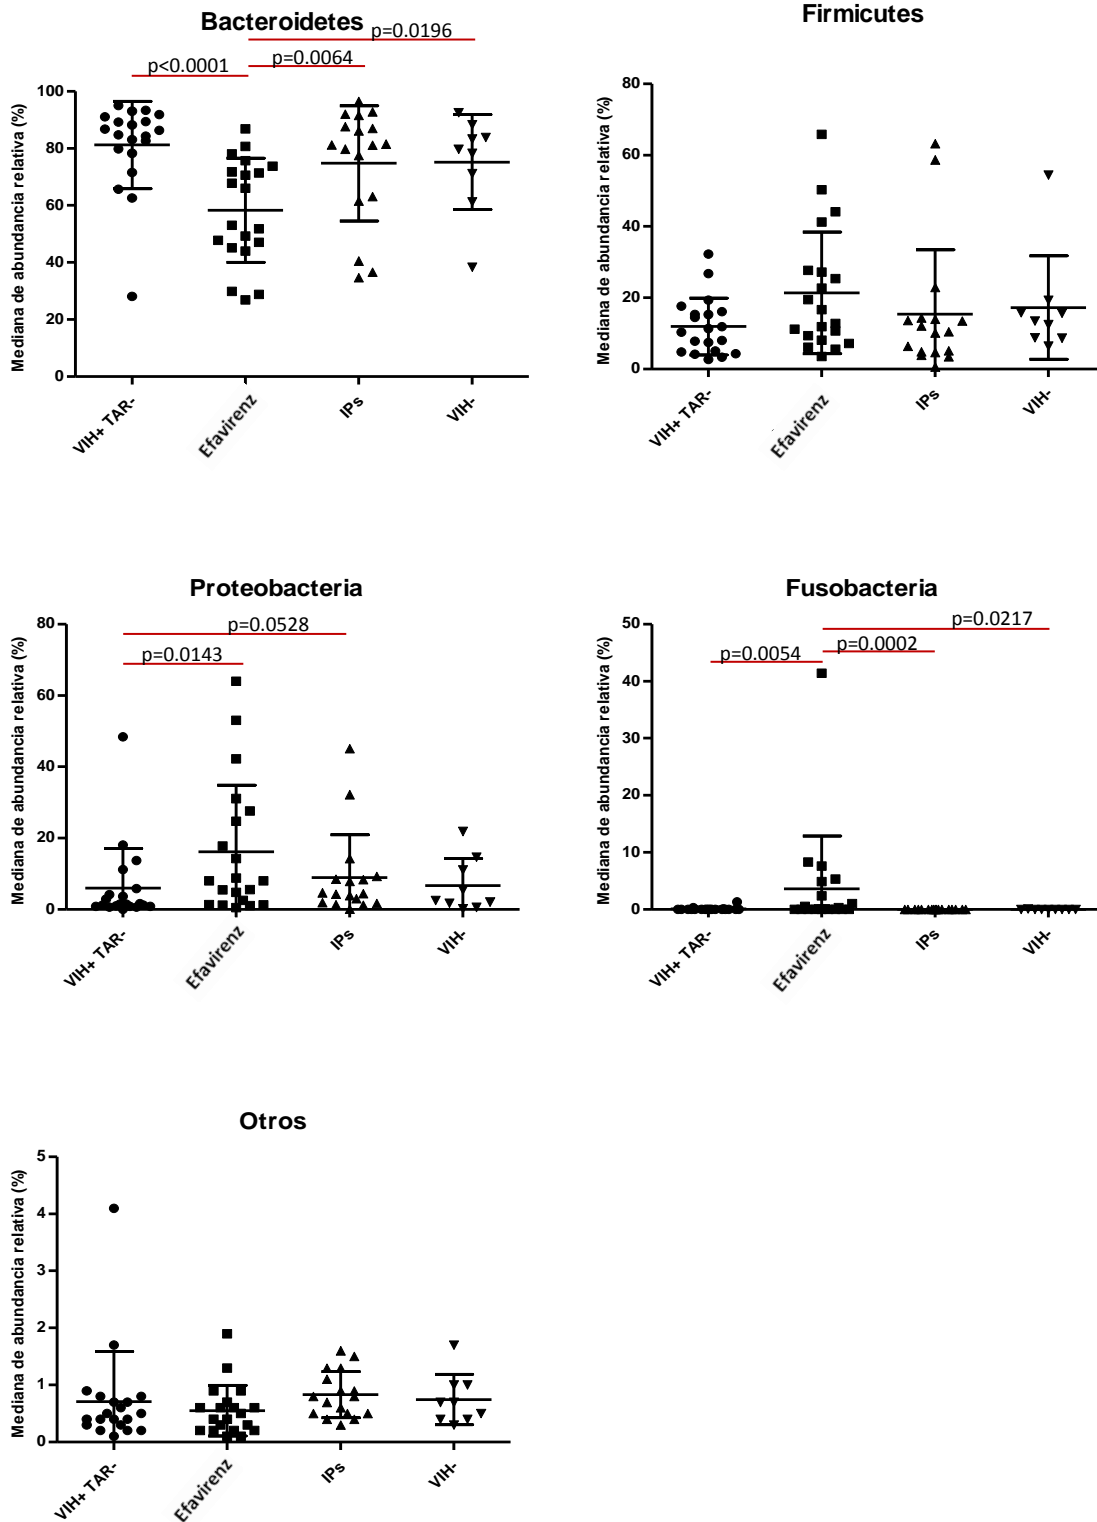 Bacteroidetes
p=0.0196
p<0.0001
p=0.0064
Mediana de abundancia relativa (%)
100
80
60
40
20
0
VIH+ TAR-
Efavirenz
IPs
VIH-
Firmicutes
Mediana de abundancia relativa (%)
80
60
40
20
0
VIH+ TAR-
Efavirenz
IPs
VIH-
Proteobacteria
p=0.0528
p=0.0143
Mediana de abundancia relativa (%)
80
60
40
20
0
VIH+ TAR-
Efavirenz
IPs
VIH-
Fusobacteria
p=0.0217
p=0.0054
p=0.0002
Mediana de abundancia relativa (%)
50
40
30
20
10
0
VIH+ TAR-
Efavirenz
IPs
VIH-
Otros
Mediana de abundancia relativa (%)
5
4
3
2
1
0
VIH+ TAR-
Efavirenz
IPs
VIH-